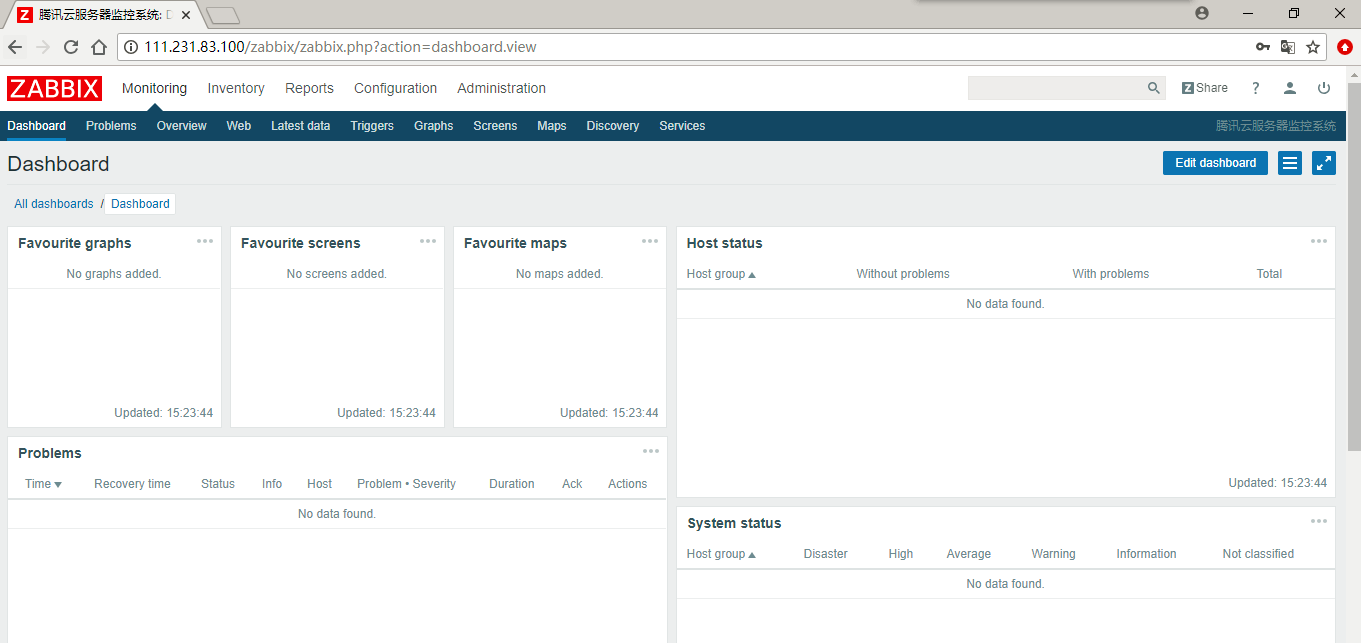 腾讯云服务器监控系统: D
111.231.83.100/zabbix/zabbix.php?action=dashboard.view
ZABBIX Monitoring Inventory Reports Configuration Administration Z Share ?
Dashboard Problems Overview Web Latest data Triggers Graphs Screens Maps Discovery Services 腾讯云服务器监控系统
Dashboard Edit dashboard
All dashboards / Dashboard
Favourite graphs
No graphs added.
Updated: 15:23:44
Favourite screens
No screens added.
Updated: 15:23:44
Favourite maps
No maps added.
Updated: 15:23:44
Host status
Host group Without problems With problems Total
No data found.
Updated: 15:23:44
Problems
Time Recovery time Status Info Host Problem • Severity Duration Ack Actions
No data found.
System status
Host group Disaster High Average Warning Information Not classified
No data found.